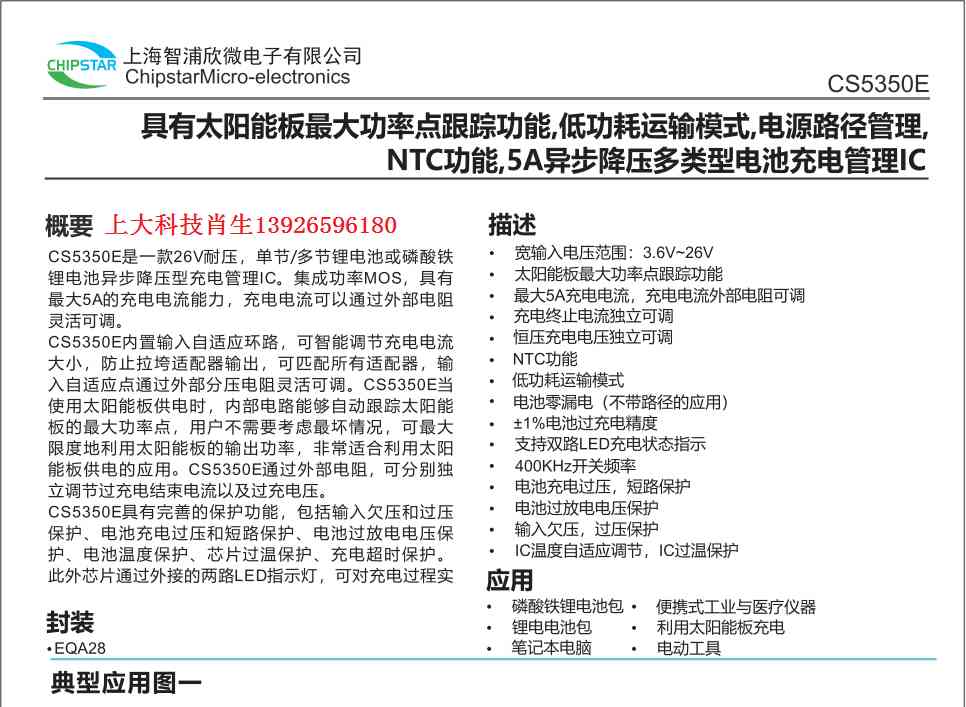 CHIPSTAR
上海智浦欣微电子有限公司
ChipstarMicro-electronics
CS5350E
具有太阳能板最大功率点跟踪功能,低功耗运输模式,电源路径管理,
NTC功能,5A异步降压多类型电池充电管理IC
概要 上大科技肖生13926596180
CS5350E是一款26V耐压，单节/多节锂电池或磷酸铁
锂电池异步降压型充电管理IC。集成功率MOS，具有
最大5A的充电电流能力，充电电流可以通过外部电阻
灵活可调。
CS5350E内置输入自适应环路，可智能调节充电电流
大小，防止拉垮适配器输出，可匹配所有适配器，输
入自适应点通过外部分压电阻灵活可调。CS5350E当
使用太阳能板供电时，内部电路能够自动跟踪太阳能
板的最大功率点，用户不需要考虑最坏情况，可最大
限度地利用太阳能板的输出功率，非常适合利用太阳
能板供电的应用。CS5350E通过外部电阻，可分别独
立调节过充电结束电流以及过充电压。
CS5350E具有完善的保护功能，包括输入欠压和过压
保护、电池充电过压和短路保护、电池过放电电压保
护、电池温度保护、芯片过温保护、充电超时保护。
此外芯片通过外接的两路LED指示灯，可对充电过程实
封装
•EQA28
描述
• 宽输入电压范围：3.6V~26V
• 太阳能板最大功率点跟踪功能
• 最大5A充电电流，充电电流外部电阻可调
• 充电终止电流独立可调
• 恒压充电电压独立可调
• NTC功能
• 低功耗运输模式
• 电池零漏电（不带路径的应用）
• ±1%电池过充电精度
• 支持双路LED充电状态指示
• 400KHz开关频率
• 电池充电过压，短路保护
• 电池过放电电压保护
• 输入欠压，过压保护
• IC温度自适应调节，IC过温保护
应用
• 磷酸铁锂电池包 • 便携式工业与医疗仪器
• 锂电电池包 • 利用太阳能板充电
• 笔记本电脑 • 电动工具
典型应用图一